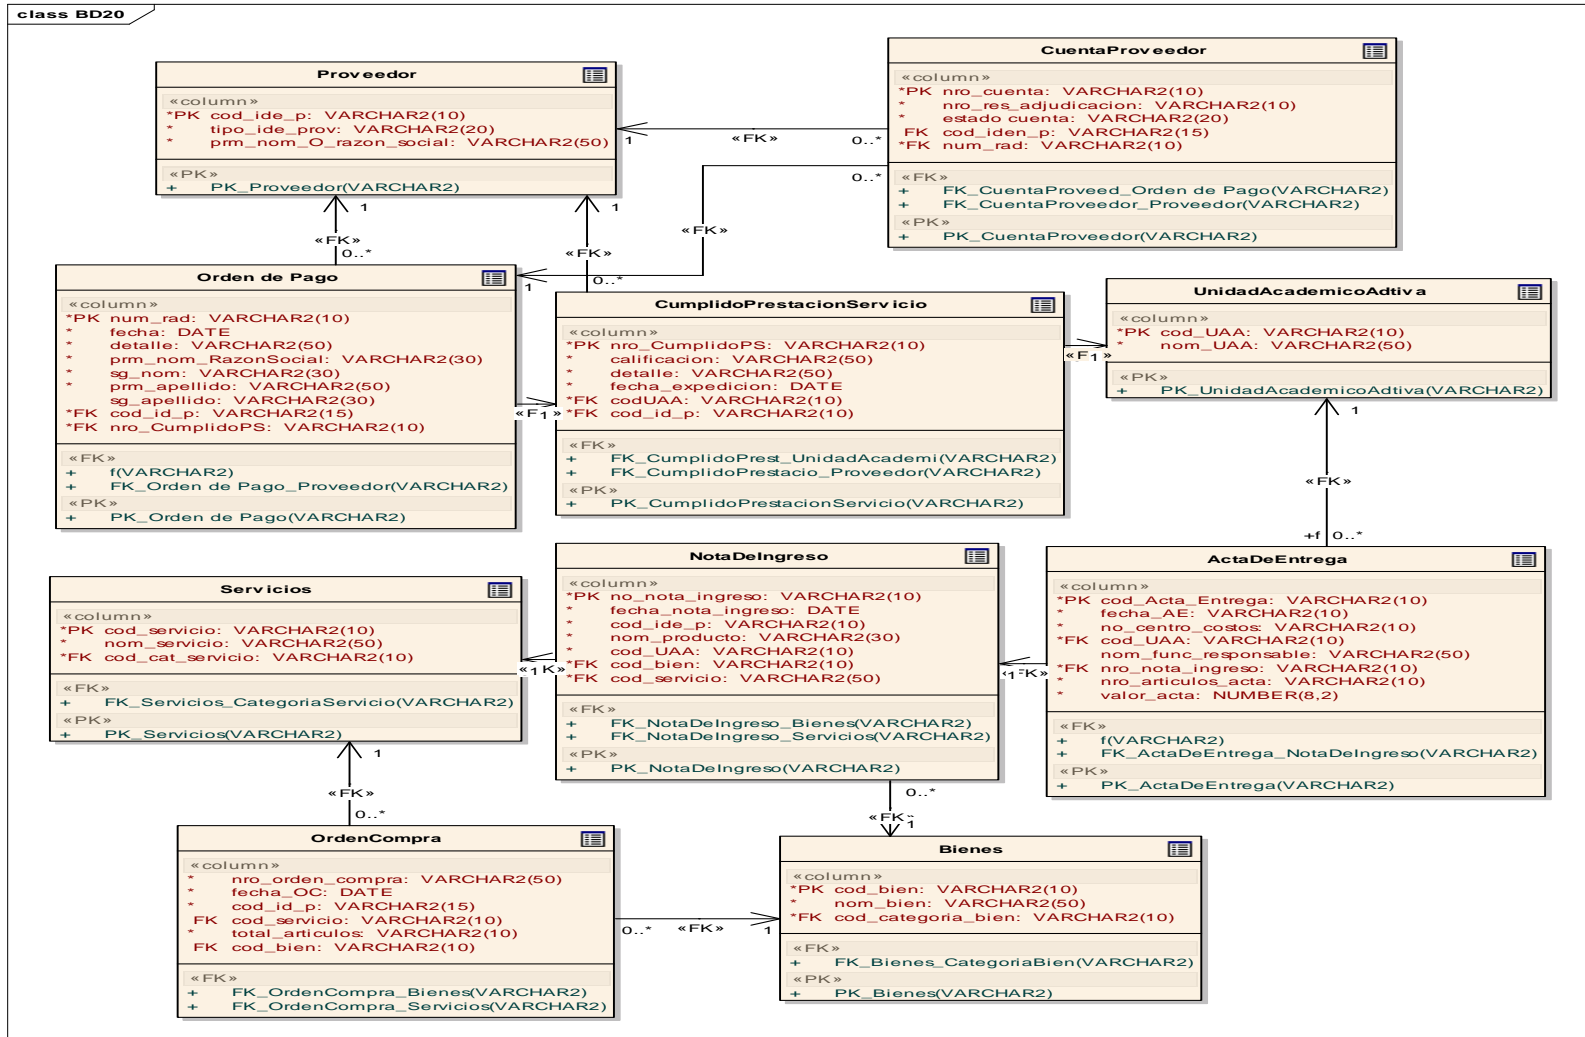 class BD20
Proveedor
«column»
*PK cod_ide_p: VARCHAR2(10)
* tipo_ide_prov: VARCHAR2(20)
* prm_nom_O_razon_social: VARCHAR2(50)
«PK»
+ PK_Proveedor(VARCHAR2)
CuentaProveedor
«column»
*PK nro_cuenta: VARCHAR2(10)
* nro_res_adjudicacion: VARCHAR2(10)
* estado cuenta: VARCHAR2(20)
FK cod_iden_p: VARCHAR2(15)
*FK num_rad: VARCHAR2(10)
«FK»
+ FK_CuentaProveed_Orden de Pago(VARCHAR2)
+ FK_CuentaProveedor_Proveedor(VARCHAR2)
«PK»
+ PK_CuentaProveedor(VARCHAR2)
1
«FK»
0..*
0..*
«FK»
1
1
«FK»
0..*
1
«FK»
0..*
Orden de Pago
«column»
*PK num_rad: VARCHAR2(10)
* fecha: DATE
* detalle: VARCHAR2(50)
* prm_nom_RazonSocial: VARCHAR2(30)
* sg_nom: VARCHAR2(30)
* prm_apellido: VARCHAR2(50)
sg_apellido: VARCHAR2(30)
*FK cod_id_p: VARCHAR2(15)
*FK nro_CumplidoPS: VARCHAR2(10)
«FK»
+ f(VARCHAR2)
+ FK_Orden de Pago_Proveedor(VARCHAR2)
«PK»
+ PK_Orden de Pago(VARCHAR2)
«F1»
CumplidoPrestacionServicio
«column»
*PK nro_CumplidoPS: VARCHAR2(10)
* calificacion: VARCHAR2(50)
* detalle: VARCHAR2(50)
* fecha_expedicion: DATE
*FK codUAA: VARCHAR2(10)
*FK cod_id_p: VARCHAR2(10)
«FK»
+ FK_CumplidoPrest_UnidadAcademi(VARCHAR2)
+ FK_CumplidoPrestacio_Proveedor(VARCHAR2)
«PK»
+ PK_CumplidoPrestacionServicio(VARCHAR2)
«F1»
UnidadAcademicoAdtiva
«column»
*PK cod_UAA: VARCHAR2(10)
* nom_UAA: VARCHAR2(50)
«PK»
+ PK_UnidadAcademicoAdtiva(VARCHAR2)
1
«FK»
+f 0..*
Servicios
«column»
*PK cod_servicio: VARCHAR2(10)
* nom_servicio: VARCHAR2(50)
*FK cod_cat_servicio: VARCHAR2(10)
«FK»
+ FK_Servicios_CategoriaServicio(VARCHAR2)
«PK»
+ PK_Servicios(VARCHAR2)
«1K»
NotaDeIngreso
«column»
*PK no_nota_ingreso: VARCHAR2(10)
* fecha_nota_ingreso: DATE
* cod_ide_p: VARCHAR2(10)
* nom_producto: VARCHAR2(30)
* cod_UAA: VARCHAR2(10)
*FK cod_bien: VARCHAR2(10)
*FK cod_servicio: VARCHAR2(50)
«FK»
+ FK_NotaDeIngreso_Bienes(VARCHAR2)
+ FK_NotaDeIngreso_Servicios(VARCHAR2)
«PK»
+ PK_NotaDeIngreso(VARCHAR2)
«1FK»
ActaDeEntrega
«column»
*PK cod_Acta_Entrega: VARCHAR2(10)
* fecha_AE: VARCHAR2(10)
* no_centro_costos: VARCHAR2(10)
*FK cod_UAA: VARCHAR2(10)
nom_func_responsable: VARCHAR2(50)
*FK nro_nota_ingreso: VARCHAR2(10)
* nro_articulos_acta: VARCHAR2(10)
* valor_acta: NUMBER(8,2)
«FK»
+ f(VARCHAR2)
+ FK_ActaDeEntrega_NotaDeIngreso(VARCHAR2)
«PK»
+ PK_ActaDeEntrega(VARCHAR2)
1
«FK»
0..*
0..*
«FK»
1
OrdenCompra
«column»
* nro_orden_compra: VARCHAR2(50)
* fecha_OC: DATE
* cod_id_p: VARCHAR2(15)
FK cod_servicio: VARCHAR2(10)
* total_articulos: VARCHAR2(10)
FK cod_bien: VARCHAR2(10)
«FK»
+ FK_OrdenCompra_Bienes(VARCHAR2)
+ FK_OrdenCompra_Servicios(VARCHAR2)
0..* «FK» 1
Bienes
«column»
*PK cod_bien: VARCHAR2(10)
* nom_bien: VARCHAR2(50)
*FK cod_categoria_bien: VARCHAR2(10)
«FK»
+ FK_Bienes_CategoriaBien(VARCHAR2)
«PK»
+ PK_Bienes(VARCHAR2)